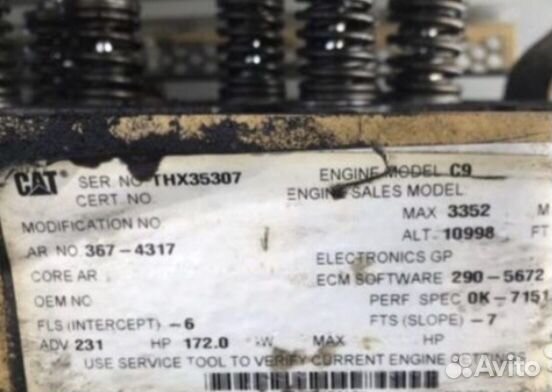 CAT SER. NO. THX35307 ENGINE MODEL C9
CERT. NO. ENGINE SALES MODEL
MODIFICATION NO. MAX 3352 M
AR NO. 367-4317 ALT. 10998 FT
ELECTRONICS GP
CORE AR ECM SOFTWARE 290-5672
OEM NO PERF SPEC 0K-7151
FLS (INTERCEPT) -6 FTS (SLOPE) -7
ADV 231 HP 172.0 kW MAX HP
USE SERVICE TOOL TO VERIFY CURRENT ENGINE SETTINGS
Avito